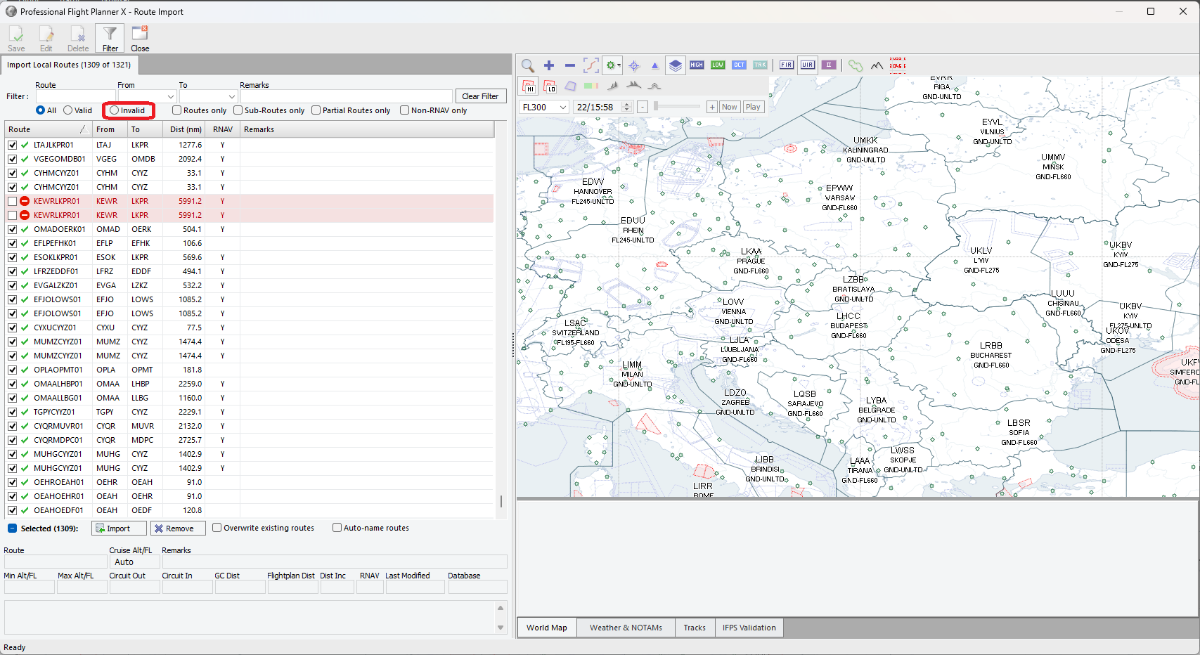 Professional Flight Planner X - Route Import
Save Edit Delete Filter Close
Import Local Routes (1309 of 1321)
Route From To Remarks
Filter :
Clear Filter
All Valid Invalid Routes only Sub-Routes only Partial Routes only Non-RNAV only
Route From To Dist (nm) RNAV Remarks
LTAJLKPR01 LTAJ LKPR 1277.6 Y
VGEGOMDB01 VGEG OMDB 2092.4 Y
CYHMCYYZ01 CYHM CYYZ 33.1 Y
CYHMCYYZ01 CYHM CYYZ 33.1 Y
KEWRLKPR01 KEWR LKPR 5991.2 Y
KEWRLKPR01 KEWR LKPR 5991.2 Y
OMADOERK01 OMAD OERK 504.1 Y
EFLPEFHK01 EFLP EFHK 106.6
ESOKLKPR01 ESOK LKPR 569.6 Y
LFRZEDDF01 LFRZ EDDF 494.1 Y
EVGALZKZ01 EVGA LZKZ 532.2 Y
EFJOLOWS01 EFJO LOWS 1085.2 Y
EFJOLOWS01 EFJO LOWS 1085.2 Y
CYXUCYYZ01 CYXU CYYZ 77.5 Y
MUMZCYYZ01 MUMZ CYYZ 1474.4 Y
MUMZCYYZ01 MUMZ CYYZ 1474.4 Y
OPLAOPMT01 OPLA OPMT 181.8
OMAALHBP01 OMAA LHBP 2259.0 Y
OMAALLBG01 OMAA LLBG 1160.0 Y
TGPYCYYZ01 TGPY CYYZ 2229.1 Y
CYQRMUVR01 CYQR MUVR 2132.0 Y
CYQRMDPC01 CYQR MDPC 2725.7 Y
MUHGCYYZ01 MUHG CYYZ 1402.9 Y
MUHGCYYZ01 MUHG CYYZ 1402.9 Y
OEHROEAH01 OEHR OEAH 91.0
OEAHOEHR01 OEAH OEHR 91.0
OEAHOEDF01 OEAH OEDF 120.8
Selected (1309): Import Remove Overwrite existing routes Auto-name routes
Route Cruise Alt/FL Remarks
Auto
Min Alt/FL Max Alt/FL Circuit Out Circuit In GC Dist Flightplan Dist Dist Inc RNAV Last Modified Database
Ready
HIGH LOW FIR UIR
HI LO
FL300 22/15:58 - + Now Play
EVRR
RIGA
GND-UNLTD
EYVL
VILNIUS
GND-UNLTD
UMKK
KALININGRAD
GND-UNLTD
UMMV
MINSK
GND-FL660
EDVV
HANNOVER
FL245-UNLTD
EPWW
WARSAW
GND-FL660
EDUU
RHEIN
FL245-UNLTD
LKAA
PRAGUE
GND-FL660
UKLV
L'VIV
GND-FL275
UKBV
KYIV
GND-FL275
LZBB
BRATISLAVA
GND-UNLTD
LOVV
VIENNA
GND-UNLTD
LUUU
CHISINAU
GND-FL660
UKBV
KYIV
FL275-UNLTD
LSAC
SWITZERLAND
FL195-FL660
LHCC
BUDAPEST
GND-FL660
UKOV
ODESA
GND-FL275
LJLA
LJUBLJANA
GND-FL660
LRBB
BUCHAREST
GND-FL660
LIMM
MILAN
GND-UNLTD
UKFV
SIMFERO
GND-
LDZO
ZAGREB
GND-UNLTD
LQSB
SARAJEVO
GND-FL660
LYBA
BELGRADE
GND-UNLTD
LBSR
SOFIA
GND-FL660
LWSS
SKOPJE
GND-UNLTD
LIBB
BRINDISI
GND-UNLTD
LAAA
TIRANA
GND-FL660
LIRR
ROME
World Map Weather & NOTAMs Tracks IFPS Validation